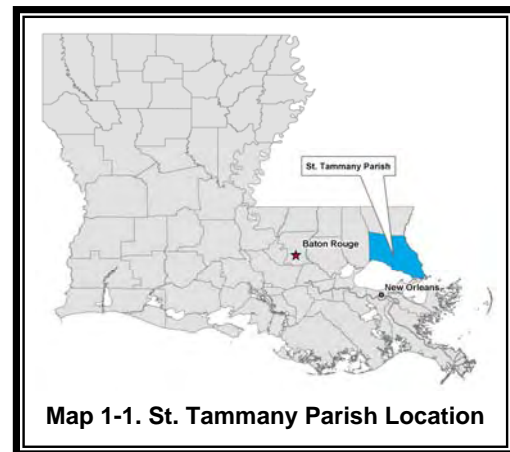 St. Tammany Parish
Baton Rouge
New Orleans
Map 1-1. St. Tammany Parish Location